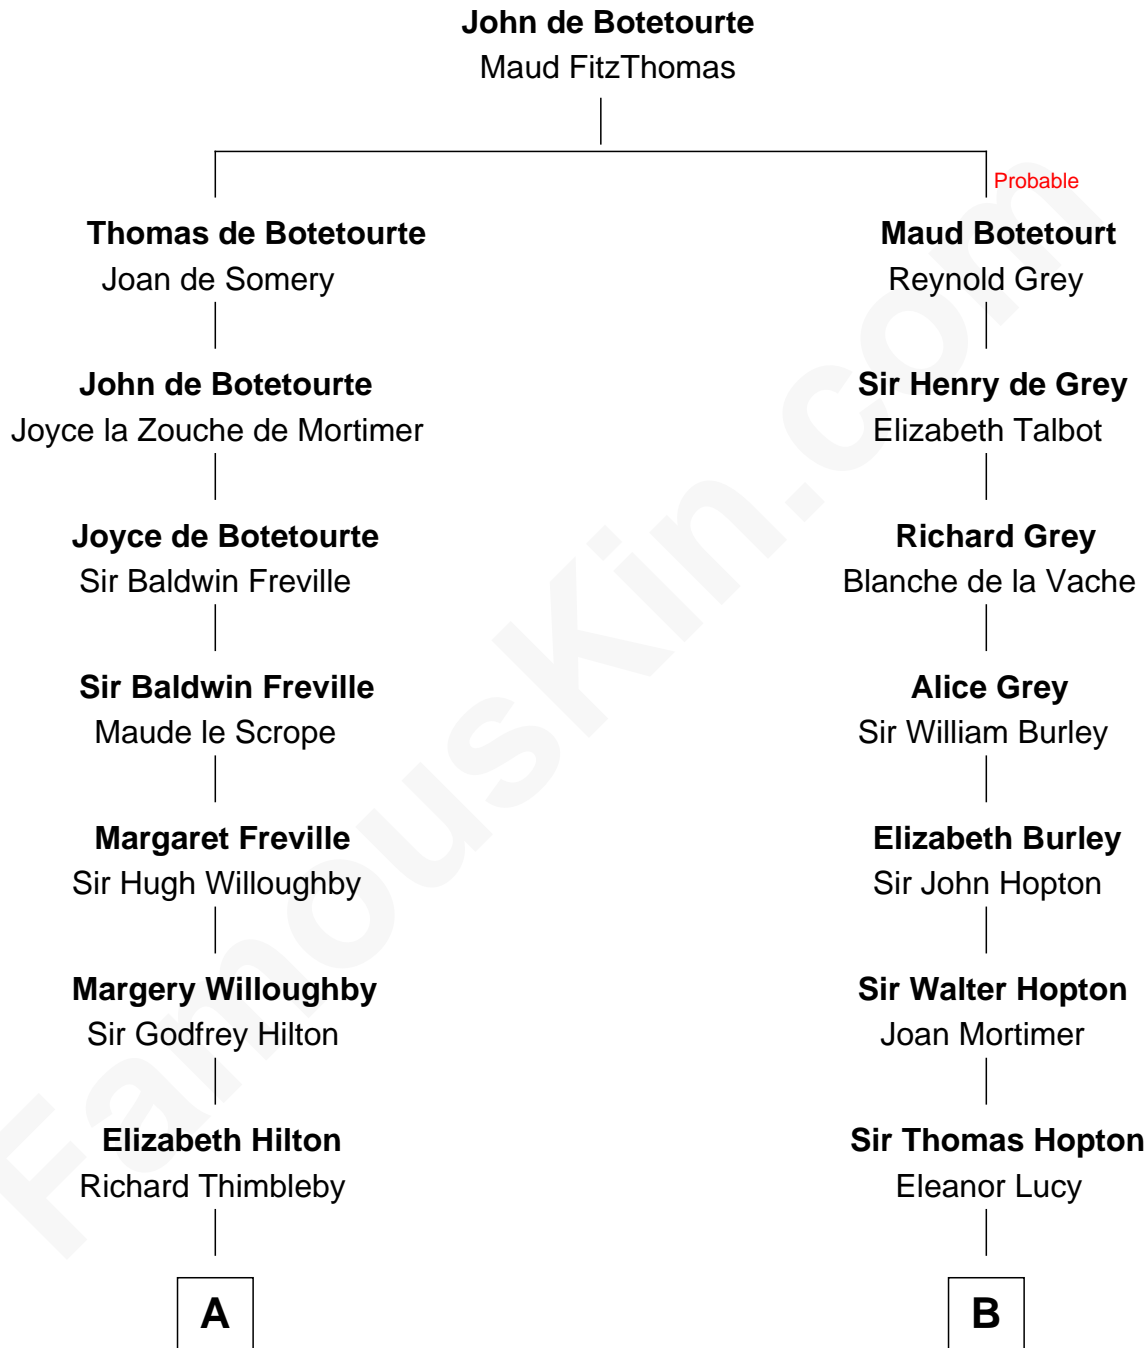 John de Botetourte
Maud FitzThomas
Probable
Thomas de Botetourte
Joan de Somery
Maud Botetourt
Reynold Grey
John de Botetourte
Joyce la Zouche de Mortimer
Sir Henry de Grey
Elizabeth Talbot
Joyce de Botetourte
Sir Baldwin Freville
Richard Grey
Blanche de la Vache
Sir Baldwin Freville
Maude le Scrope
Alice Grey
Sir William Burley
Margaret Freville
Sir Hugh Willoughby
Elizabeth Burley
Sir John Hopton
Margery Willoughby
Sir Godfrey Hilton
Sir Walter Hopton
Joan Mortimer
Elizabeth Hilton
Richard Thimbleby
Sir Thomas Hopton
Eleanor Lucy
A
B
FamousKin.com